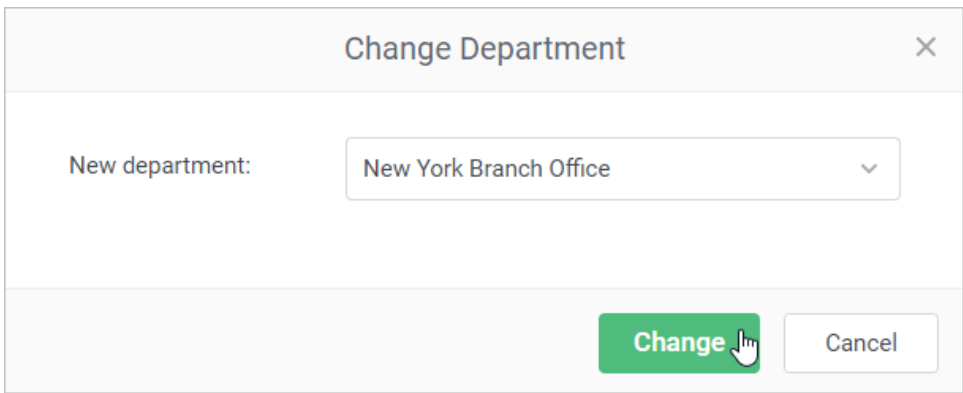 Change Department
New department:
New York Branch Office
Change
Cancel